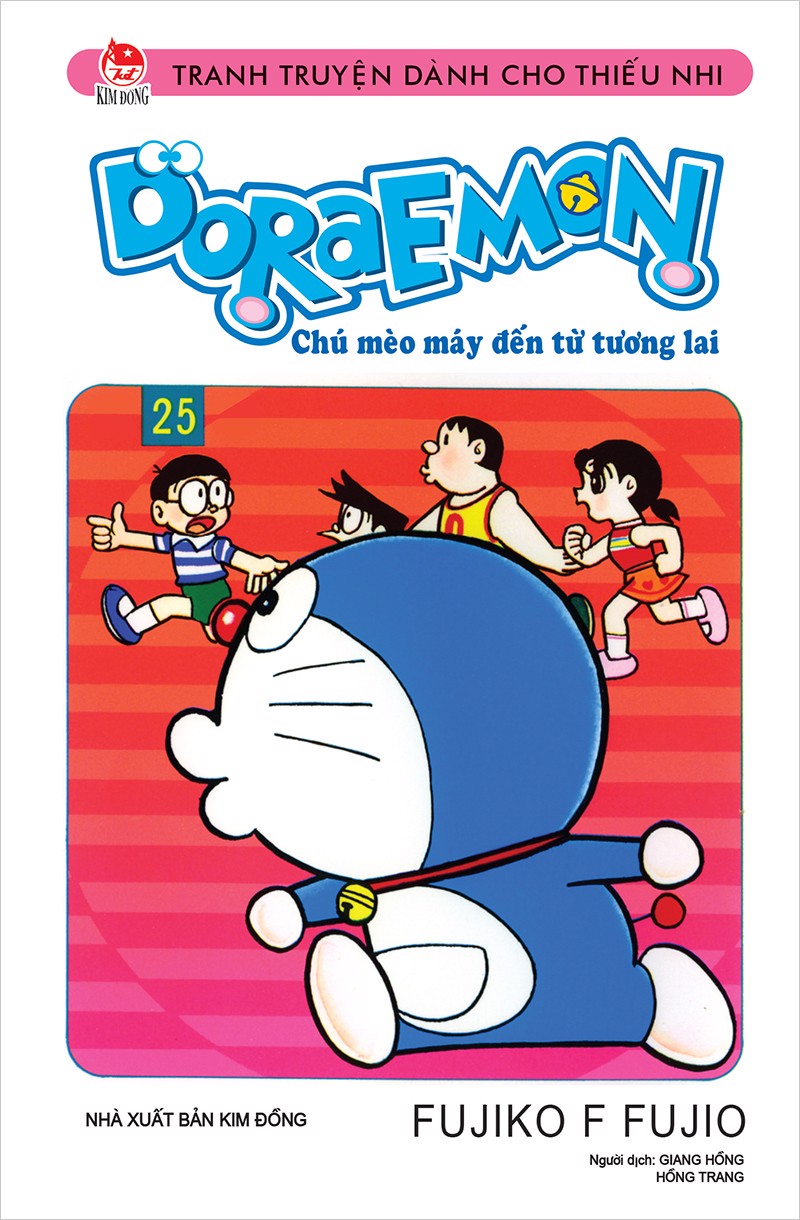 KIM ĐỒNG
TRANH TRUYỆN DÀNH CHO THIẾU NHI
DORAEMON
Chú mèo máy đến từ tương lai
25
NHÀ XUẤT BẢN KIM ĐỒNG
FUJIKO F FUJIO
Người dịch: GIANG HỒNG
HỒNG TRANG